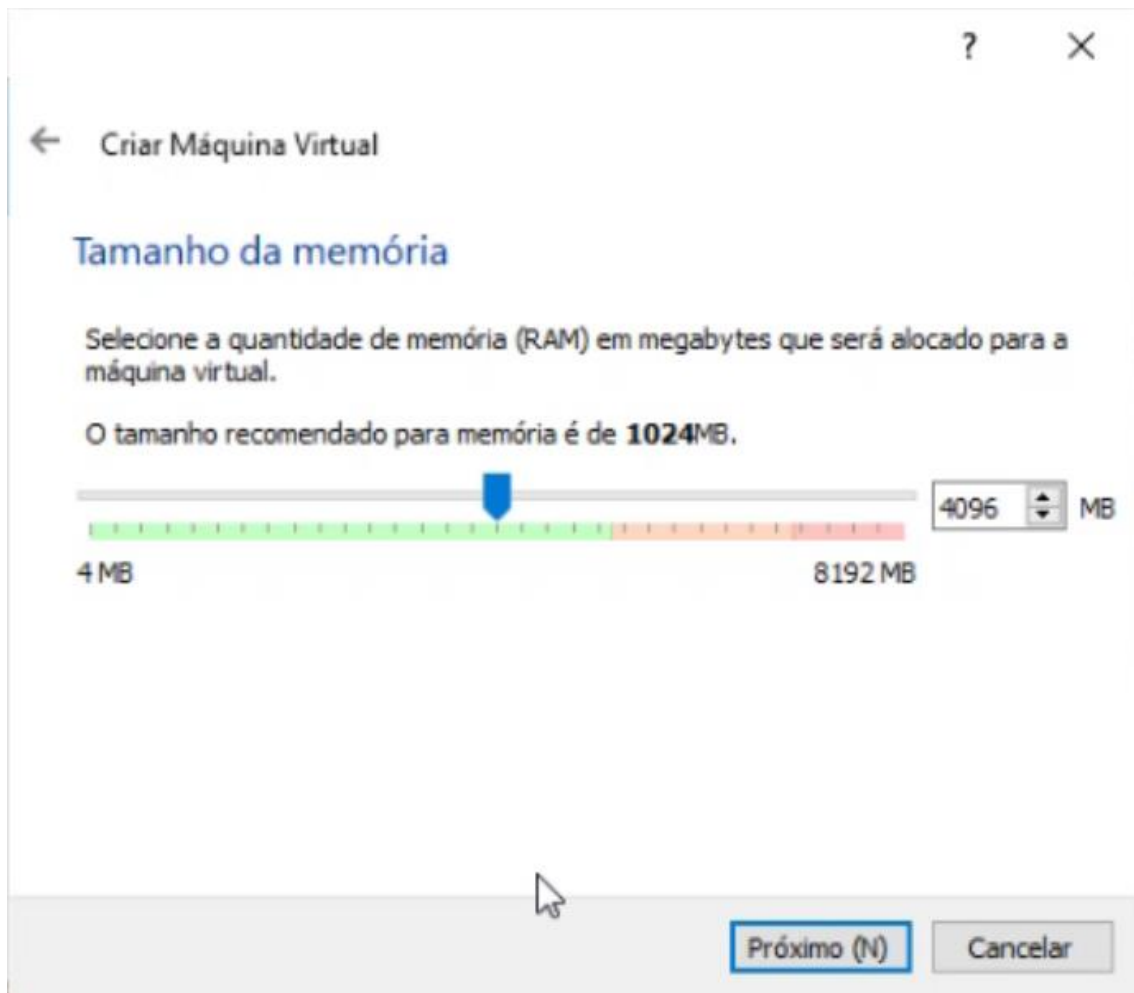 ?
Criar Máquina Virtual
Tamanho da memória
Selecione a quantidade de memória (RAM) em megabytes que será alocado para a
máquina virtual.
O tamanho recomendado para memória é de 1024MB.
4096 MB
4 MB 8192 MB
Próximo (N) Cancelar